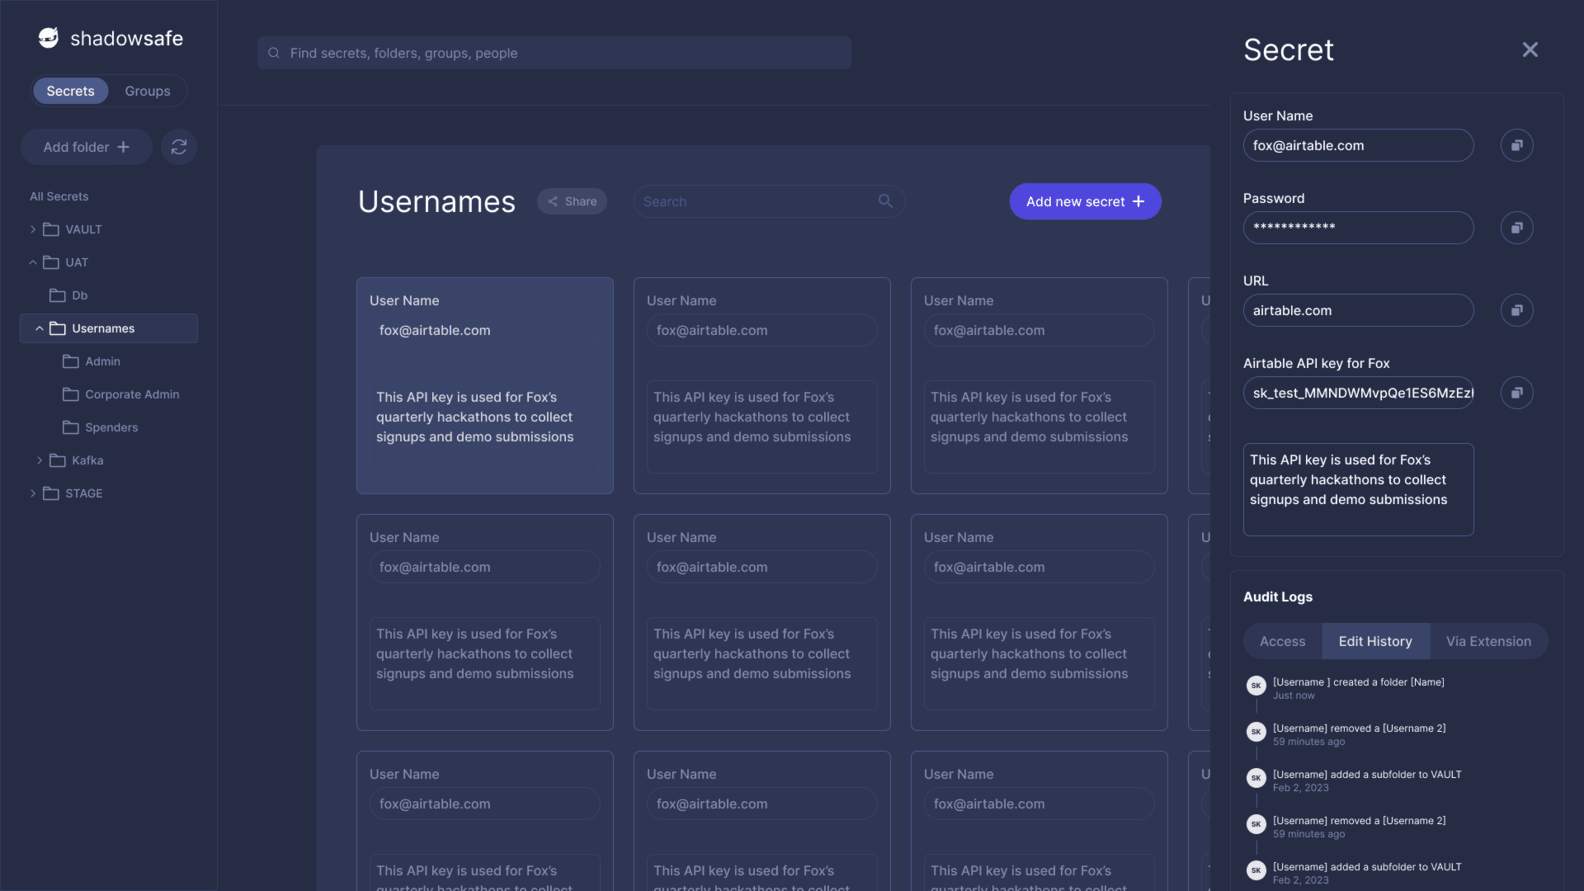 shadowsafe
Secrets
Groups
Add folder
All Secrets
VAULT
UAT
Db
Usernames
Admin
Corporate Admin
Spenders
Kafka
STAGE
Find secrets, folders, groups, people
Usernames
Share
Search
Add new secret
User Name
fox@airtable.com
This API key is used for Fox’s
quarterly hackathons to collect
signups and demo submissions
User Name
fox@airtable.com
This API key is used for Fox’s
quarterly hackathons to collect
signups and demo submissions
User Name
fox@airtable.com
This API key is used for Fox’s
quarterly hackathons to collect
signups and demo submissions
User Name
fox@airtable.com
This API key is used for Fox’s
quarterly hackathons to collect
signups and demo submissions
User Name
fox@airtable.com
This API key is used for Fox’s
quarterly hackathons to collect
signups and demo submissions
User Name
fox@airtable.com
This API key is used for Fox’s
quarterly hackathons to collect
signups and demo submissions
User Name
fox@airtable.com
This API key is used for Fox’s
quarterly hackathons to collect
User Name
fox@airtable.com
This API key is used for Fox’s
quarterly hackathons to collect
User Name
fox@airtable.com
This API key is used for Fox’s
quarterly hackathons to collect
Secret
User Name
fox@airtable.com
Password
************
URL
airtable.com
Airtable API key for Fox
sk_test_MMNDWMvpQe1ES6MzEz
This API key is used for Fox’s
quarterly hackathons to collect
signups and demo submissions
Audit Logs
Access
Edit History
Via Extension
SK
[Username ] created a folder [Name]
Just now
SK
[Username] removed a [Username 2]
59 minutes ago
SK
[Username] added a subfolder to VAULT
Feb 2, 2023
SK
[Username] removed a [Username 2]
59 minutes ago
SK
[Username] added a subfolder to VAULT
Feb 2, 2023